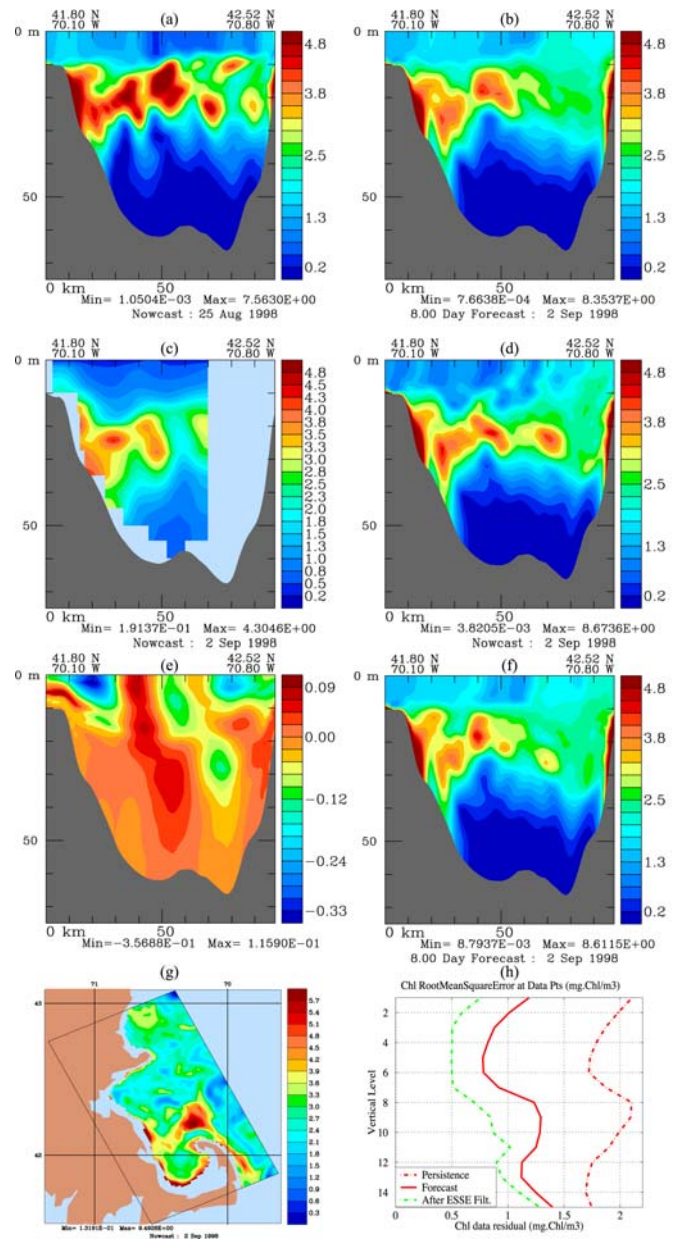 41.80 N
70.10 W
(a)
42.52 N
70.80 W
0 m
50
0 km
50
4.8
3.8
2.5
1.3
0.2
Min= 1.0504E−03 Max= 7.5630E+00
Nowcast : 25 Aug 1998
41.80 N
70.10 W
(b)
42.52 N
70.80 W
0 m
50
0 km
50
4.8
3.8
2.5
1.3
0.2
Min= 7.6638E−04 Max= 8.3537E+00
8.00 Day Forecast : 2 Sep 1998
41.80 N
70.10 W
(c)
42.52 N
70.80 W
0 m
50
0 km
50
4.8
4.5
4.3
4.0
3.8
3.5
3.3
3.0
2.8
2.5
2.3
2.0
1.8
1.5
1.3
1.0
0.8
0.5
0.2
Min= 1.9137E−01 Max= 4.3046E+00
Nowcast : 2 Sep 1998
41.80 N
70.10 W
(d)
42.52 N
70.80 W
0 m
50
0 km
50
4.8
3.8
2.5
1.3
0.2
Min= 3.8205E−03 Max= 8.6736E+00
Nowcast : 2 Sep 1998
41.80 N
70.10 W
(e)
42.52 N
70.80 W
0 m
50
0 km
50
0.09
0.00
−0.12
−0.24
−0.33
Min=−3.5688E−01 Max= 1.1590E−01
41.80 N
70.10 W
(f)
42.52 N
70.80 W
0 m
50
0 km
50
4.8
3.8
2.5
1.3
0.2
Min= 8.7937E−03 Max= 8.6115E+00
8.00 Day Forecast : 2 Sep 1998
(g)
71
70
43
42
5.7
5.4
5.1
4.8
4.5
4.2
3.9
3.6
3.3
3.0
2.7
2.4
2.1
1.8
1.5
1.2
0.9
0.6
0.3
Nowcast : 2 Sep 1998
(h)
Chl RootMeanSquareError at Data Pts (mg.Chl/m3)
Vertical Level
2
4
6
8
10
12
14
Persistence
Forecast
After ESSE Filt.
0
0.5
1
1.5
2
Chl data residual (mg.Chl/m3)